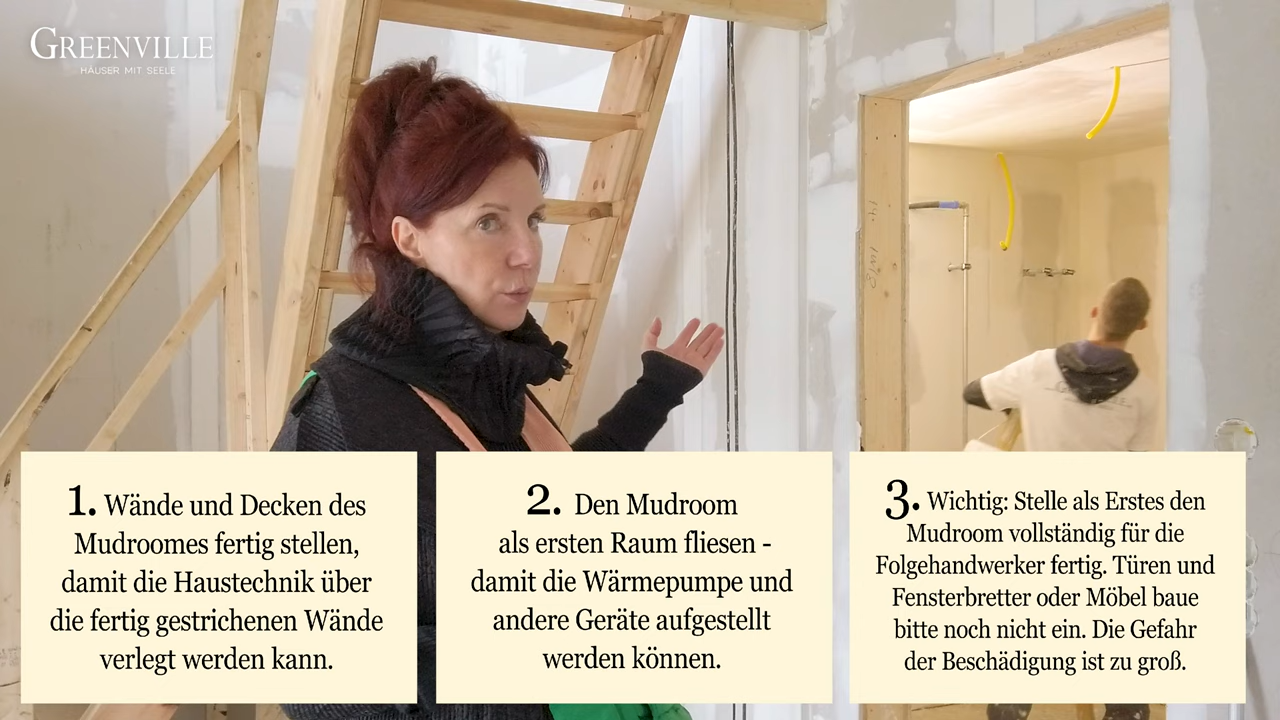 GREENVILLE
HÄUSER MIT SEELE
1. Wände und Decken des
Mudroomes fertig stellen,
damit die Haustechnik über
die fertig gestrichenen Wände
verlegt werden kann.
2. Den Mudroom
als ersten Raum fliesen -
damit die Wärmepumpe und
andere Geräte aufgestellt
werden können.
3. Wichtig: Stelle als Erstes den
Mudroom vollständig für die
Folgehandwerker fertig. Türen und
Fensterbretter oder Möbel baue
bitte noch nicht ein. Die Gefahr
der Beschädigung ist zu groß.